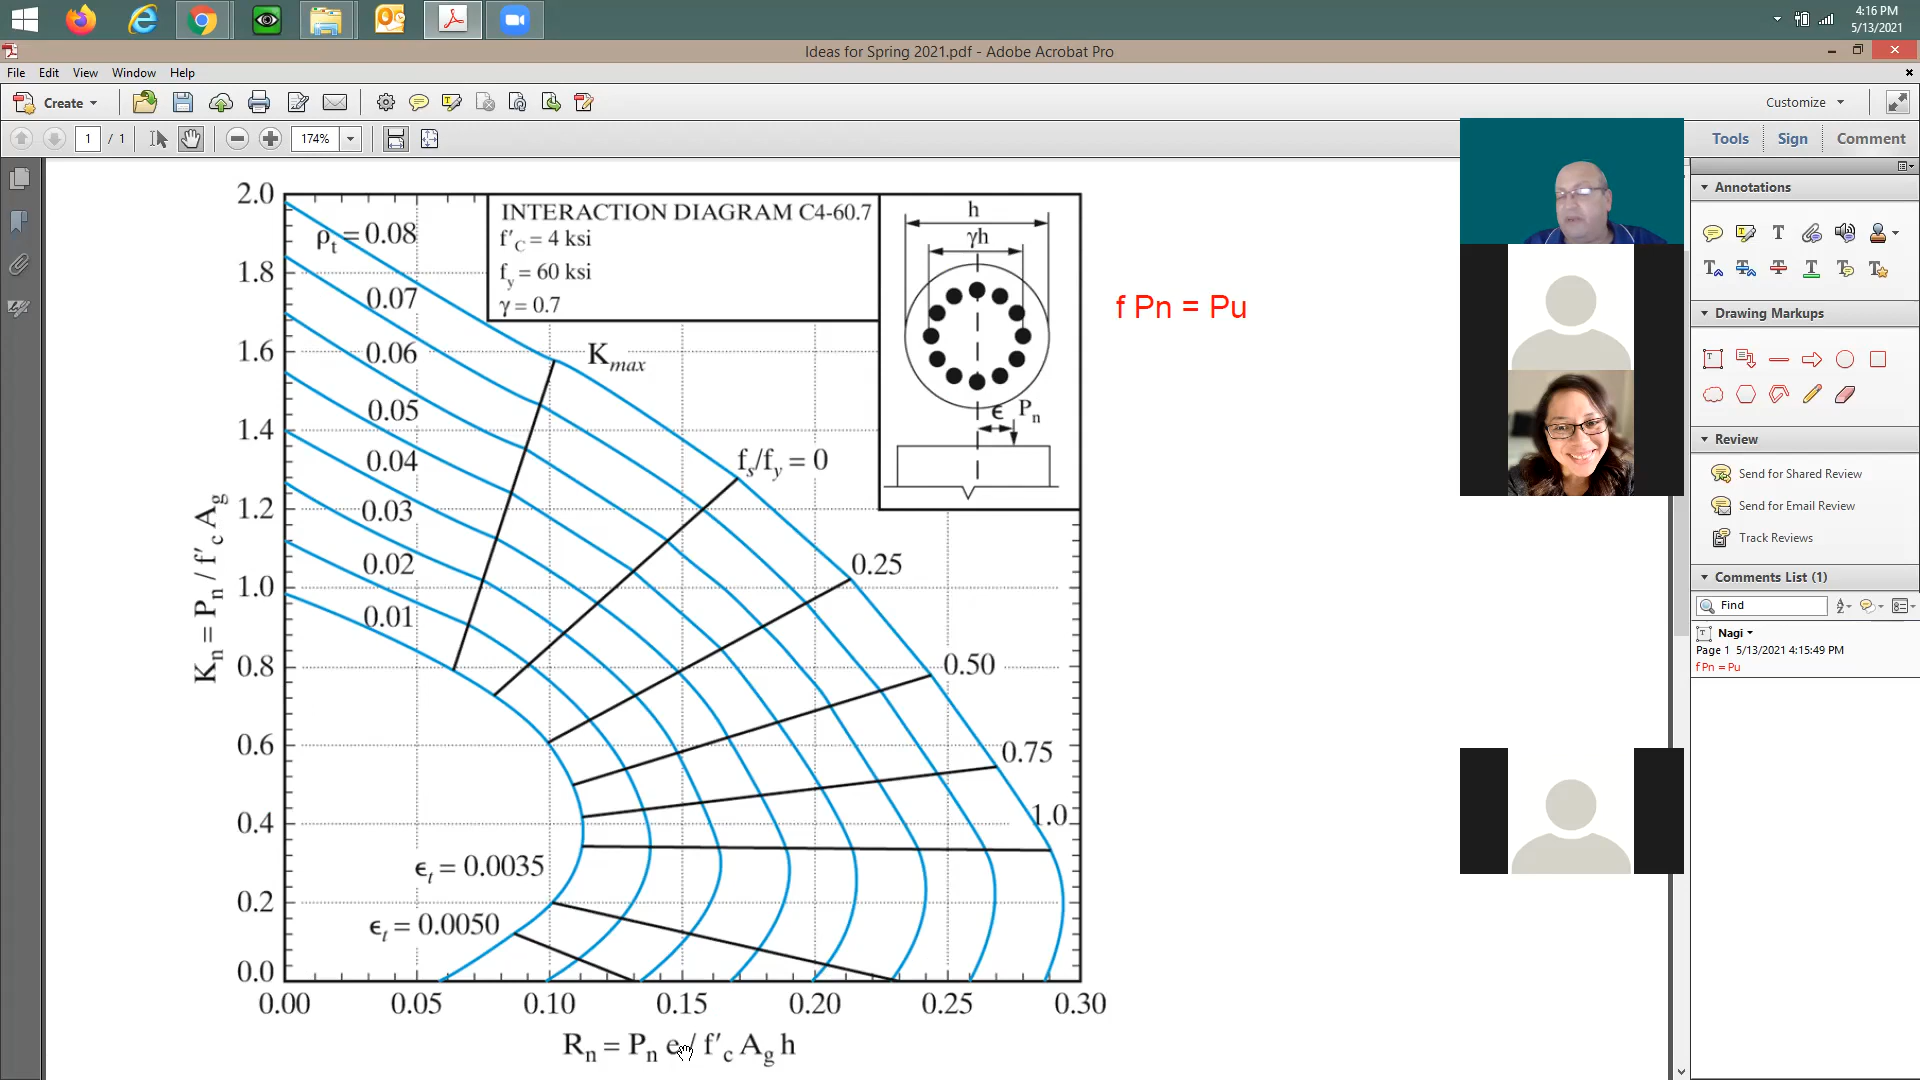 4:16 PM
5/13/2021
Ideas for Spring 2021.pdf - Adobe Acrobat Pro
File Edit View Window Help
Create
Customize
1 / 1
174%
Tools Sign Comment
Annotations
Drawing Markups
Review
Send for Shared Review
Send for Email Review
Track Reviews
Comments List (1)
Find
Nagi
Page 1 5/13/2021 4:15:49 PM
f Pn = Pu
INTERACTION DIAGRAM C4-60.7
f′C = 4 ksi
fy = 60 ksi
γ = 0.7
h
γh
ϵ Pn
f Pn = Pu
ρt = 0.08
0.07
0.06
0.05
0.04
0.03
0.02
0.01
Kmax
fs/fy = 0
0.25
0.50
0.75
1.0
ϵt = 0.0035
ϵt = 0.0050
Kn = Pn / f′c Ag
2.0
1.8
1.6
1.4
1.2
1.0
0.8
0.6
0.4
0.2
0.0
0.00 0.05 0.10 0.15 0.20 0.25 0.30
Rn = Pn e / f′c Ag h